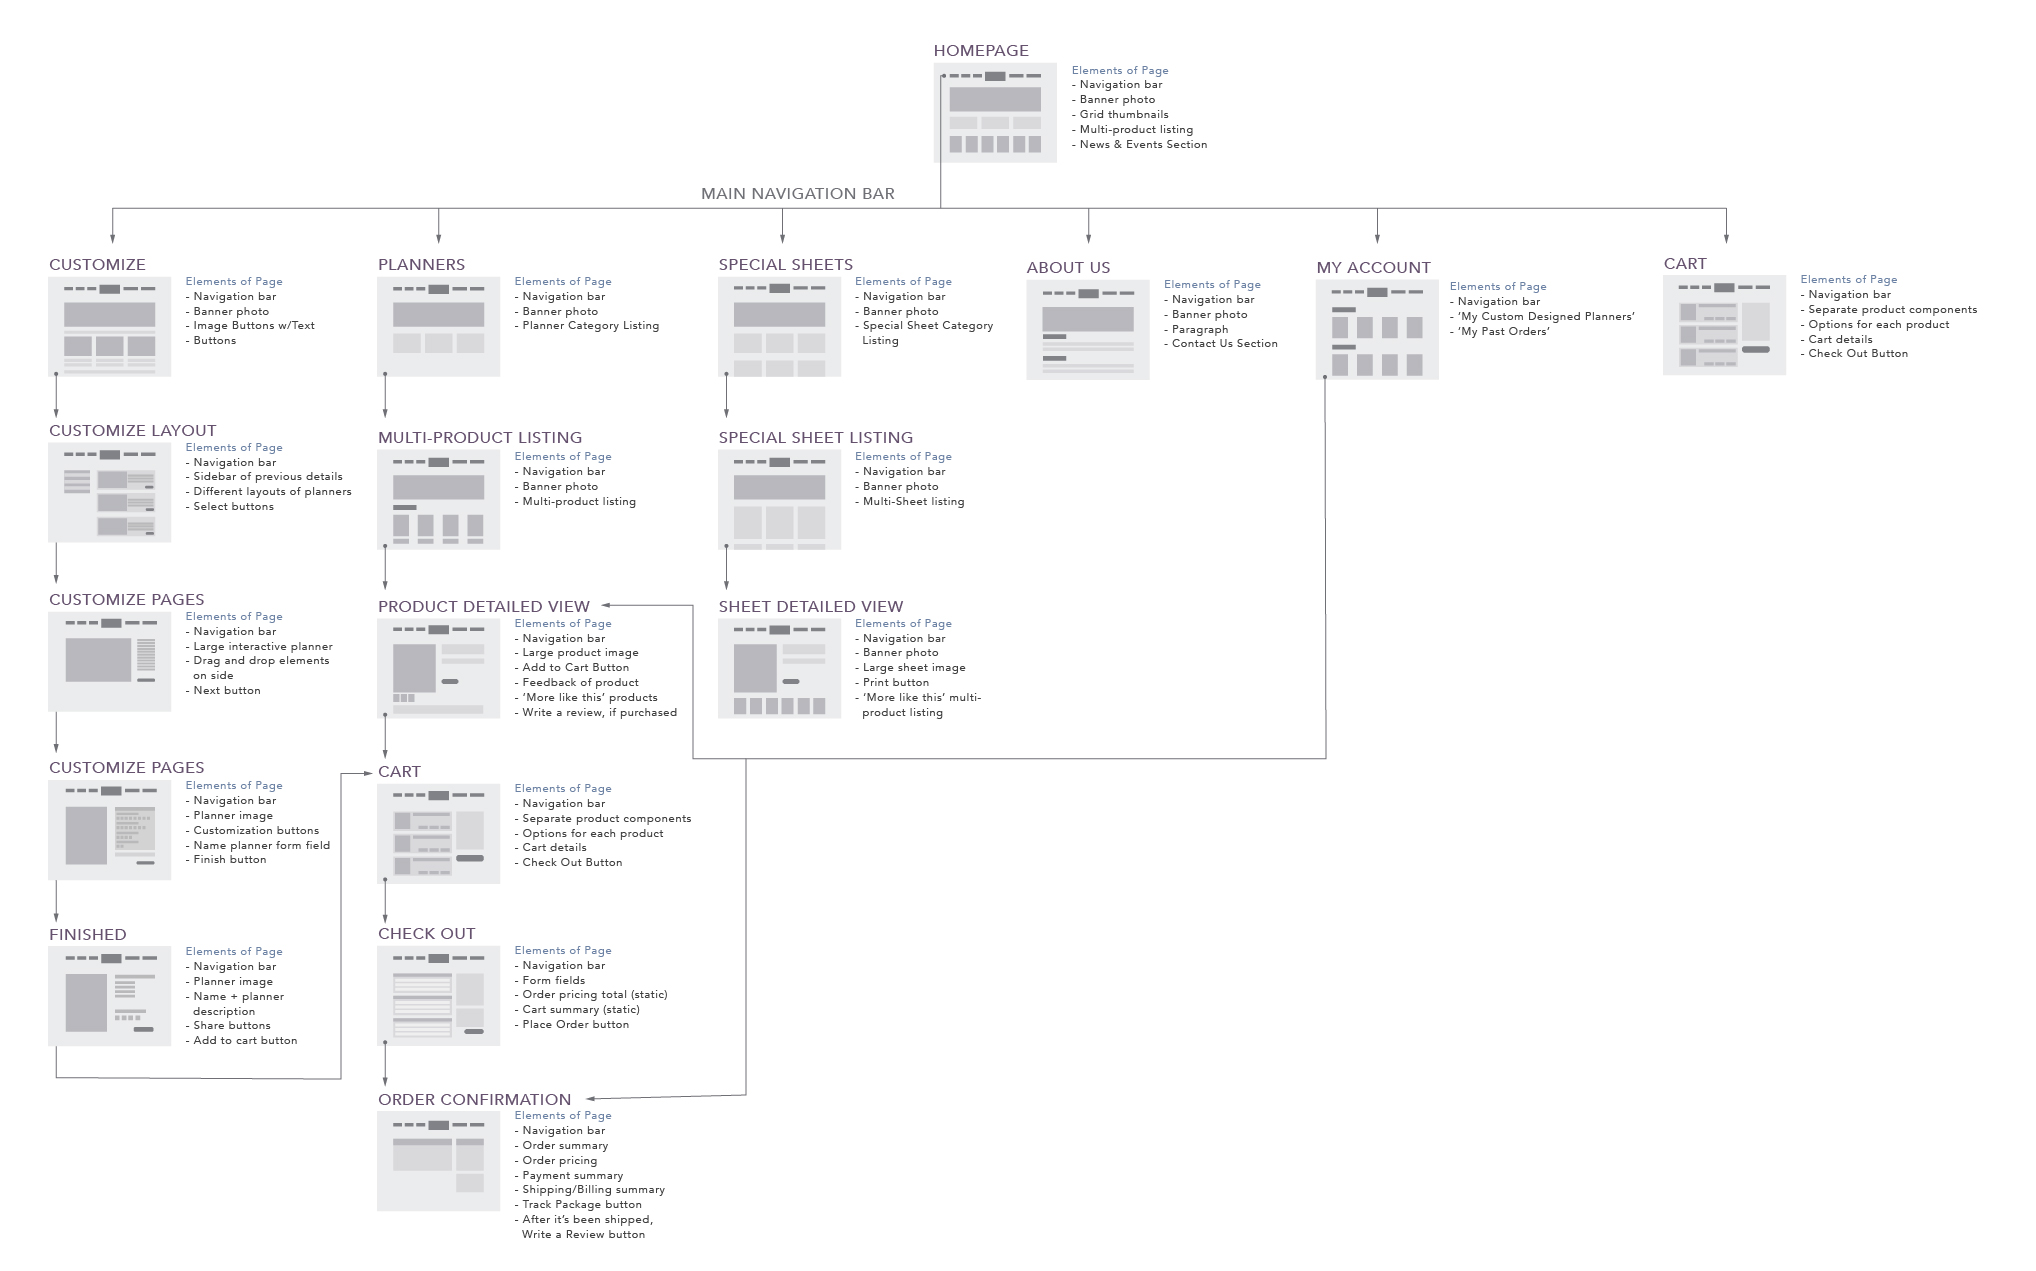 HOMEPAGE
Elements of Page
- Navigation bar
- Banner photo
- Grid thumbnails
- Multi-product listing
- News & Events Section
MAIN NAVIGATION BAR
CUSTOMIZE
Elements of Page
- Navigation bar
- Banner photo
- Image Buttons w/Text
- Buttons
PLANNERS
Elements of Page
- Navigation bar
- Banner photo
- Planner Category Listing
SPECIAL SHEETS
Elements of Page
- Navigation bar
- Banner photo
- Special Sheet Category
Listing
ABOUT US
Elements of Page
- Navigation bar
- Banner photo
- Paragraph
- Contact Us Section
MY ACCOUNT
Elements of Page
- Navigation bar
- ‘My Custom Designed Planners’
- ‘My Past Orders’
CART
Elements of Page
- Navigation bar
- Separate product components
- Options for each product
- Cart details
- Check Out Button
CUSTOMIZE LAYOUT
Elements of Page
- Navigation bar
- Sidebar of previous details
- Different layouts of planners
- Select buttons
MULTI-PRODUCT LISTING
Elements of Page
- Navigation bar
- Banner photo
- Multi-product listing
SPECIAL SHEET LISTING
Elements of Page
- Navigation bar
- Banner photo
- Multi-Sheet listing
CUSTOMIZE PAGES
Elements of Page
- Navigation bar
- Large interactive planner
- Drag and drop elements
on side
- Next button
PRODUCT DETAILED VIEW
Elements of Page
- Navigation bar
- Large product image
- Add to Cart Button
- Feedback of product
- ‘More like this’ products
- Write a review, if purchased
SHEET DETAILED VIEW
Elements of Page
- Navigation bar
- Banner photo
- Large sheet image
- Print button
- ‘More like this’ multi-
product listing
CUSTOMIZE PAGES
Elements of Page
- Navigation bar
- Planner image
- Customization buttons
- Name planner form field
- Finish button
CART
Elements of Page
- Navigation bar
- Separate product components
- Options for each product
- Cart details
- Check Out Button
FINISHED
Elements of Page
- Navigation bar
- Planner image
- Name + planner
description
- Share buttons
- Add to cart button
CHECK OUT
Elements of Page
- Navigation bar
- Form fields
- Order pricing total (static)
- Cart summary (static)
- Place Order button
ORDER CONFIRMATION
Elements of Page
- Navigation bar
- Order summary
- Order pricing
- Payment summary
- Shipping/Billing summary
- Track Package button
- After it’s been shipped,
Write a Review button